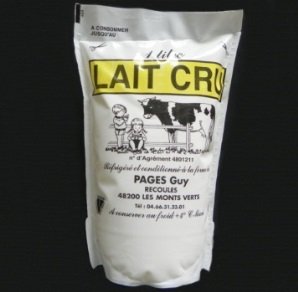 A CONSOMMER
JUSQU'AU
1 litre
LAIT CRU
n° d'Agrément 4801211
Réfrigéré et conditionné à la ferme
PAGES Guy
RECOULES
48200 LES MONTS VERTS
Tél : 04.66.31.33.01
A conserver au froid +4° C